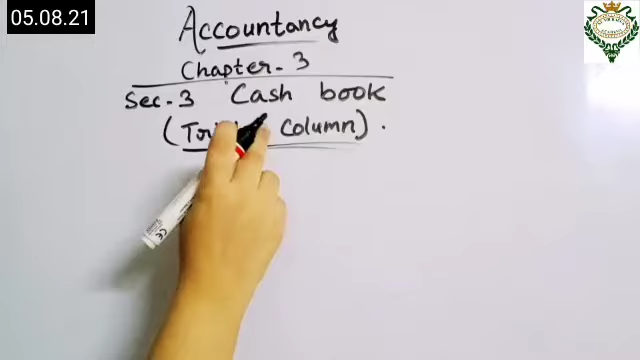 05.08.21
Accountancy
Chapter-3
Sec.-3 Cash book
( Column).